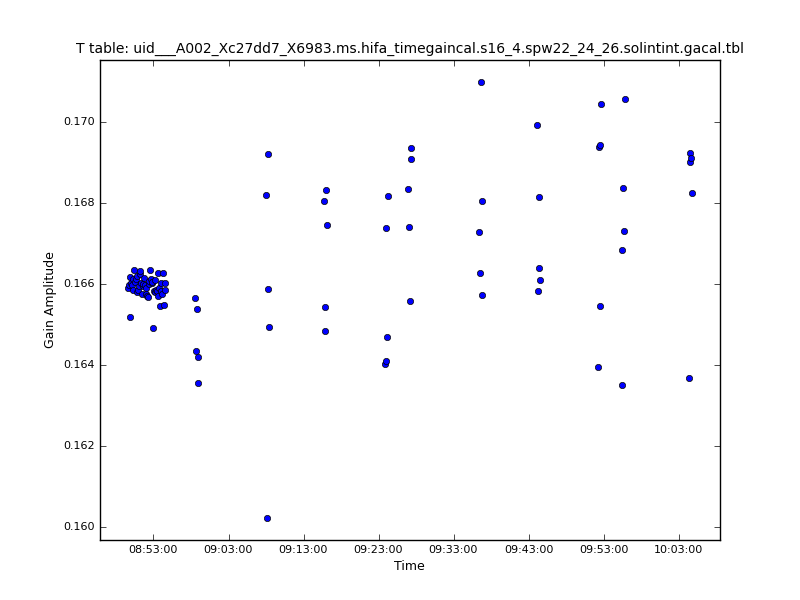 T table: uid___A002_Xc27dd7_X6983.ms.hifa_timegaincal.s16_4.spw22_24_26.solintint.gacal.tbl
0.170
0.168
0.166
0.164
0.162
0.160
Gain Amplitude
08:53:00 09:03:00 09:13:00 09:23:00 09:33:00 09:43:00 09:53:00 10:03:00
Time